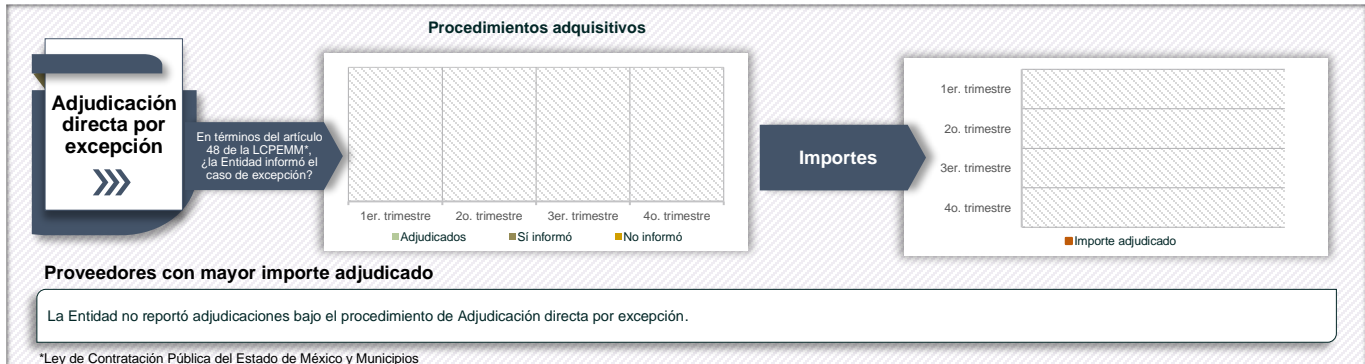 Procedimientos adquisitivos
Adjudicación
directa por
excepción
En términos del artículo
48 de la LCPEMM*,
¿la Entidad informó el
caso de excepción?
1er. trimestre 2o. trimestre 3er. trimestre 4o. trimestre
Adjudicados Sí informó No informó
Importes
1er. trimestre
2o. trimestre
3er. trimestre
4o. trimestre
Importe adjudicado
Proveedores con mayor importe adjudicado
La Entidad no reportó adjudicaciones bajo el procedimiento de Adjudicación directa por excepción.
*Ley de Contratación Pública del Estado de México y Municipios